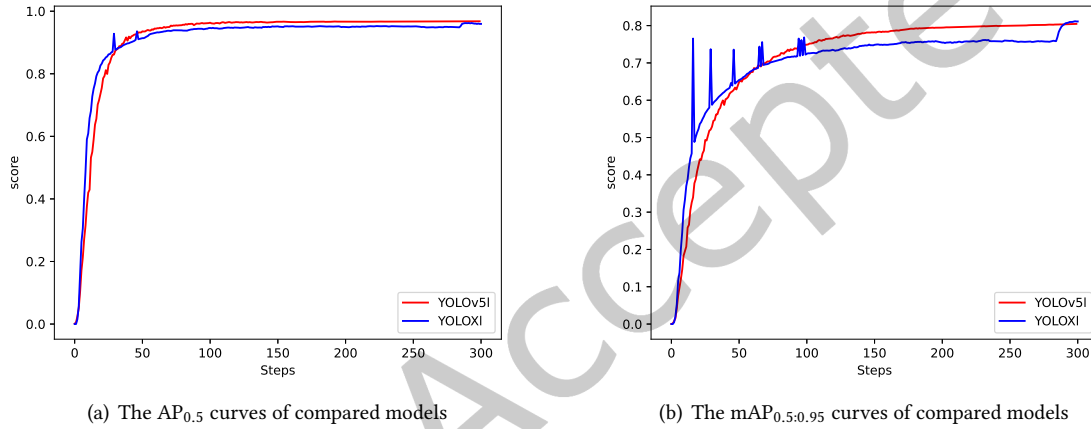 1.0
0.8
0.6
0.4
0.2
0.0
score
0 50 100 150 200 250 300
Steps
YOLOv5l
YOLOXl
(a) The AP0.5 curves of compared models
0.8
0.7
0.6
0.5
0.4
0.3
0.2
0.1
0.0
score
0 50 100 150 200 250 300
Steps
YOLOv5l
YOLOXl
(b) The mAP0.5:0.95 curves of compared models
Accepte